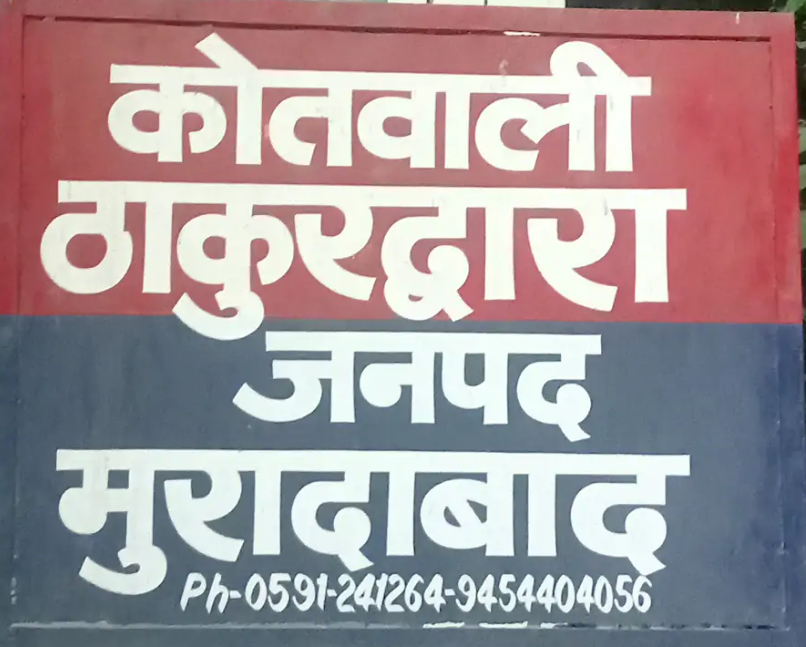 कोतवाली
ठाकुरद्वारा
जनपद
मुरादाबाद
Ph-0591-241264-9454404056